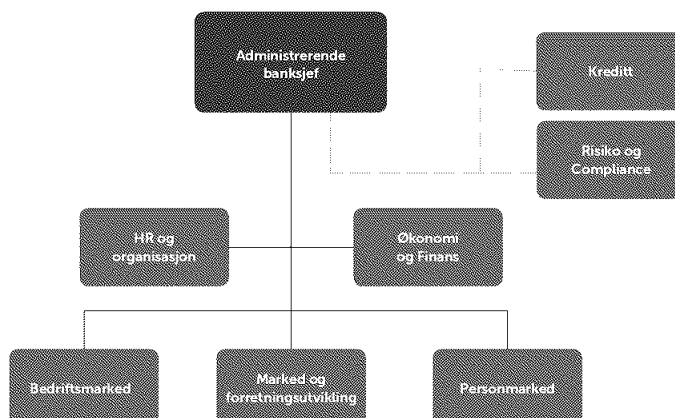 Administrerende
banksjef
Kreditt
Risiko og
Compliance
HR og
organisasjon
Økonomi
og Finans
Bedriftsmarked
Marked og
forretningsutvikling
Personmarked